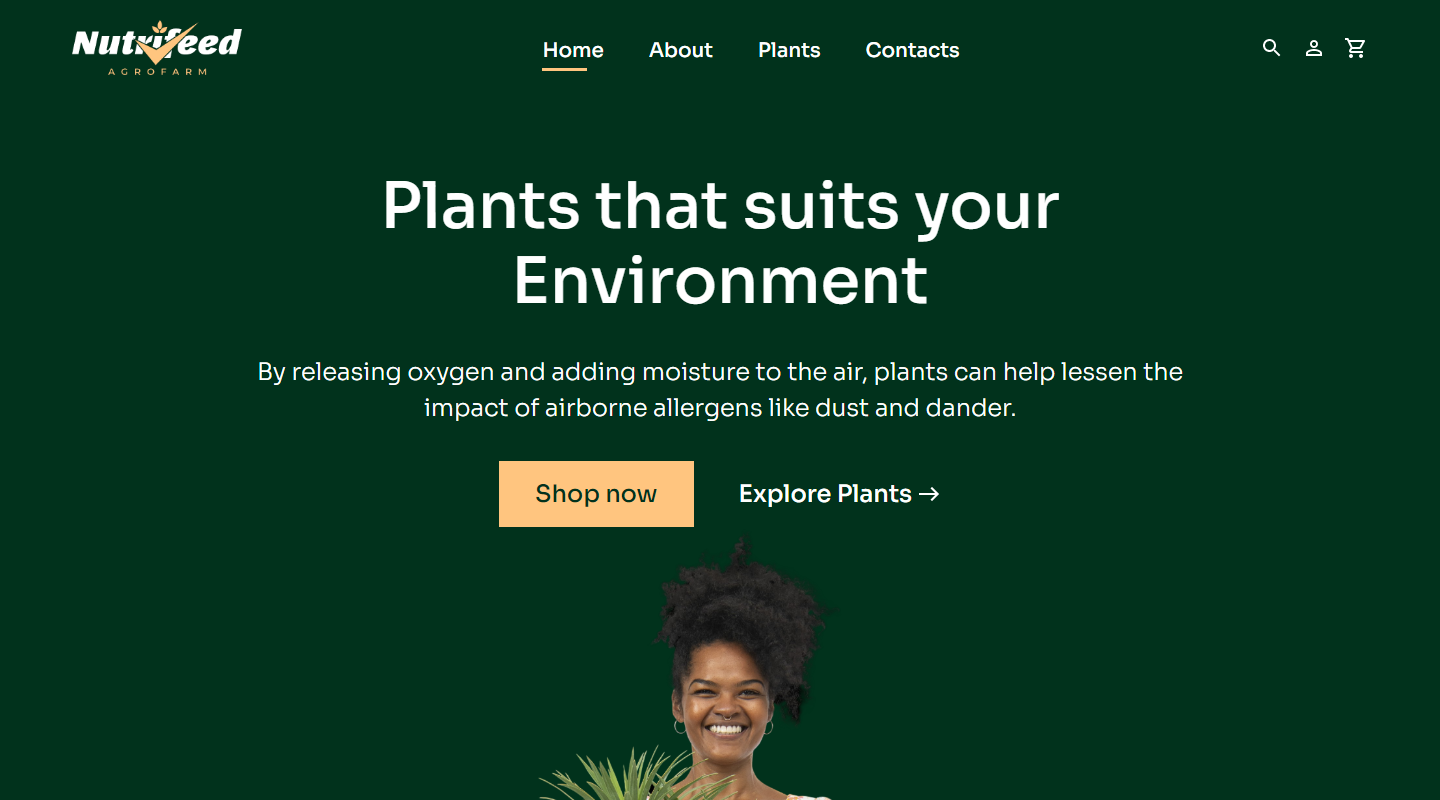 Nutrifeed
AGROFARM
Home About Plants Contacts
Plants that suits your
Environment
By releasing oxygen and adding moisture to the air, plants can help lessen the
impact of airborne allergens like dust and dander.
Shop now
Explore Plants →